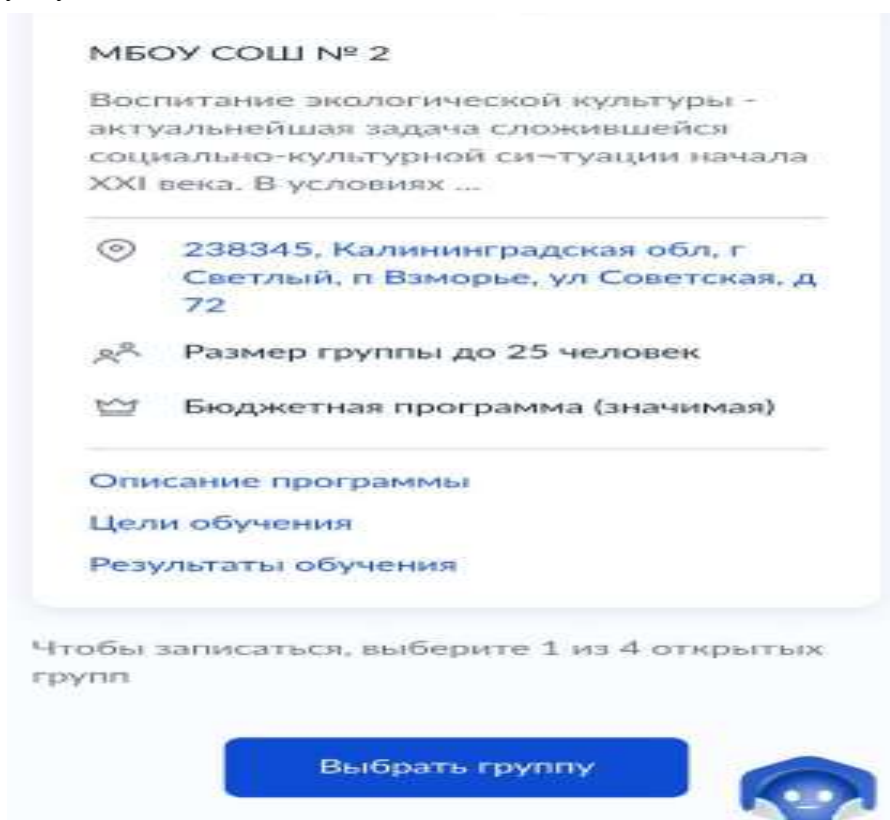 МБОУ СОШ № 2
Воспитание экологической культуры -
актуальнейшая задача сложившейся
социально-культурной си¬туации начала
XXI века. В условиях ...
238345, Калининградская обл, г
Светлый, п Взморье, ул Советская, д
72
Размер группы до 25 человек
Бюджетная программа (значимая)
Описание программы
Цели обучения
Результаты обучения
Чтобы записаться, выберите 1 из 4 открытых
групп
Выбрать группу